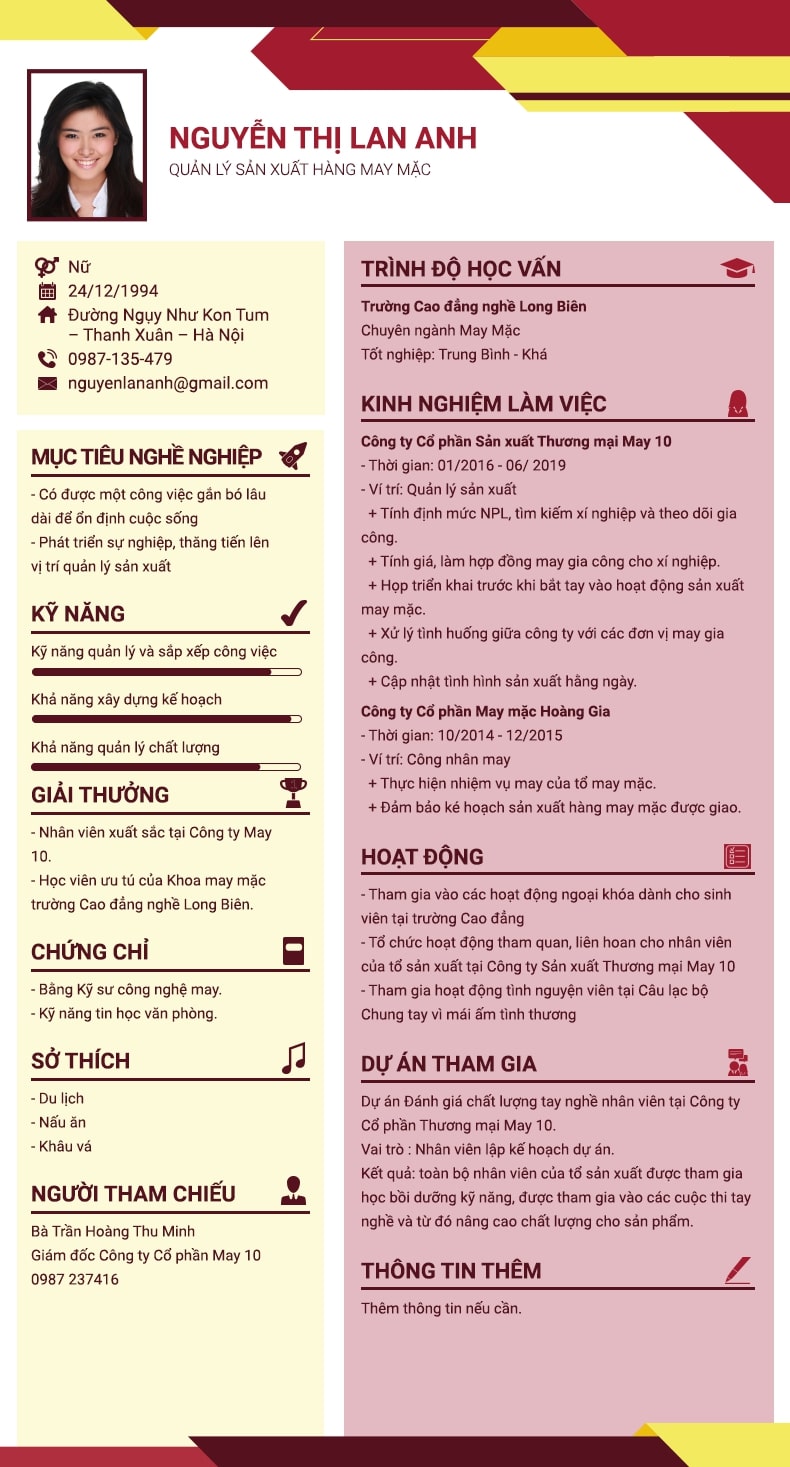 NGUYỄN THỊ LAN ANH
QUẢN LÝ SẢN XUẤT HÀNG MAY MẶC
Nữ
24/12/1994
Đường Ngụy Như Kon Tum
– Thanh Xuân – Hà Nội
0987-135-479
nguyenlananh@gmail.com
MỤC TIÊU NGHỀ NGHIỆP
- Có được một công việc gắn bó lâu
dài để ổn định cuộc sống
- Phát triển sự nghiệp, thăng tiến lên
vị trí quản lý sản xuất
KỸ NĂNG
Kỹ năng quản lý và sắp xếp công việc
Khả năng xây dựng kế hoạch
Khả năng quản lý chất lượng
GIẢI THƯỞNG
- Nhân viên xuất sắc tại Công ty May
10.
- Học viên ưu tú của Khoa may mặc
trường Cao đẳng nghề Long Biên.
CHỨNG CHỈ
- Bằng Kỹ sư công nghệ may.
- Kỹ năng tin học văn phòng.
SỞ THÍCH
- Du lịch
- Nấu ăn
- Khâu vá
NGƯỜI THAM CHIẾU
Bà Trần Hoàng Thu Minh
Giám đốc Công ty Cổ phần May 10
0987 237416
TRÌNH ĐỘ HỌC VẤN
Trường Cao đẳng nghề Long Biên
Chuyên ngành May Mặc
Tốt nghiệp: Trung Bình - Khá
KINH NGHIỆM LÀM VIỆC
Công ty Cổ phần Sản xuất Thương mại May 10
- Thời gian: 01/2016 - 06/ 2019
- Ví trí: Quản lý sản xuất
+ Tính định mức NPL, tìm kiếm xí nghiệp và theo dõi gia
công.
+ Tính giá, làm hợp đồng may gia công cho xí nghiệp.
+ Họp triển khai trước khi bắt tay vào hoạt động sản xuất
may mặc.
+ Xử lý tình huống giữa công ty với các đơn vị may gia
công.
+ Cập nhật tình hình sản xuất hằng ngày.
Công ty Cổ phần May mặc Hoàng Gia
- Thời gian: 10/2014 - 12/2015
- Ví trí: Công nhân may
+ Thực hiện nhiệm vụ may của tổ may mặc.
+ Đảm bảo ké hoạch sản xuất hàng may mặc được giao.
HOẠT ĐỘNG
- Tham gia vào các hoạt động ngoại khóa dành cho sinh
viên tại trường Cao đẳng
- Tổ chức hoạt động tham quan, liên hoan cho nhân viên
của tổ sản xuất tại Công ty Sản xuất Thương mại May 10
- Tham gia hoạt động tình nguyện viên tại Câu lạc bộ
Chung tay vì mái ấm tình thương
DỰ ÁN THAM GIA
Dự án Đánh giá chất lượng tay nghề nhân viên tại Công ty
Cổ phần Thương mại May 10.
Vai trò : Nhân viên lập kế hoạch dự án.
Kết quả: toàn bộ nhân viên của tổ sản xuất được tham gia
học bồi dưỡng kỹ năng, được tham gia vào các cuộc thi tay
nghề và từ đó nâng cao chất lượng cho sản phẩm.
THÔNG TIN THÊM
Thêm thông tin nếu cần.